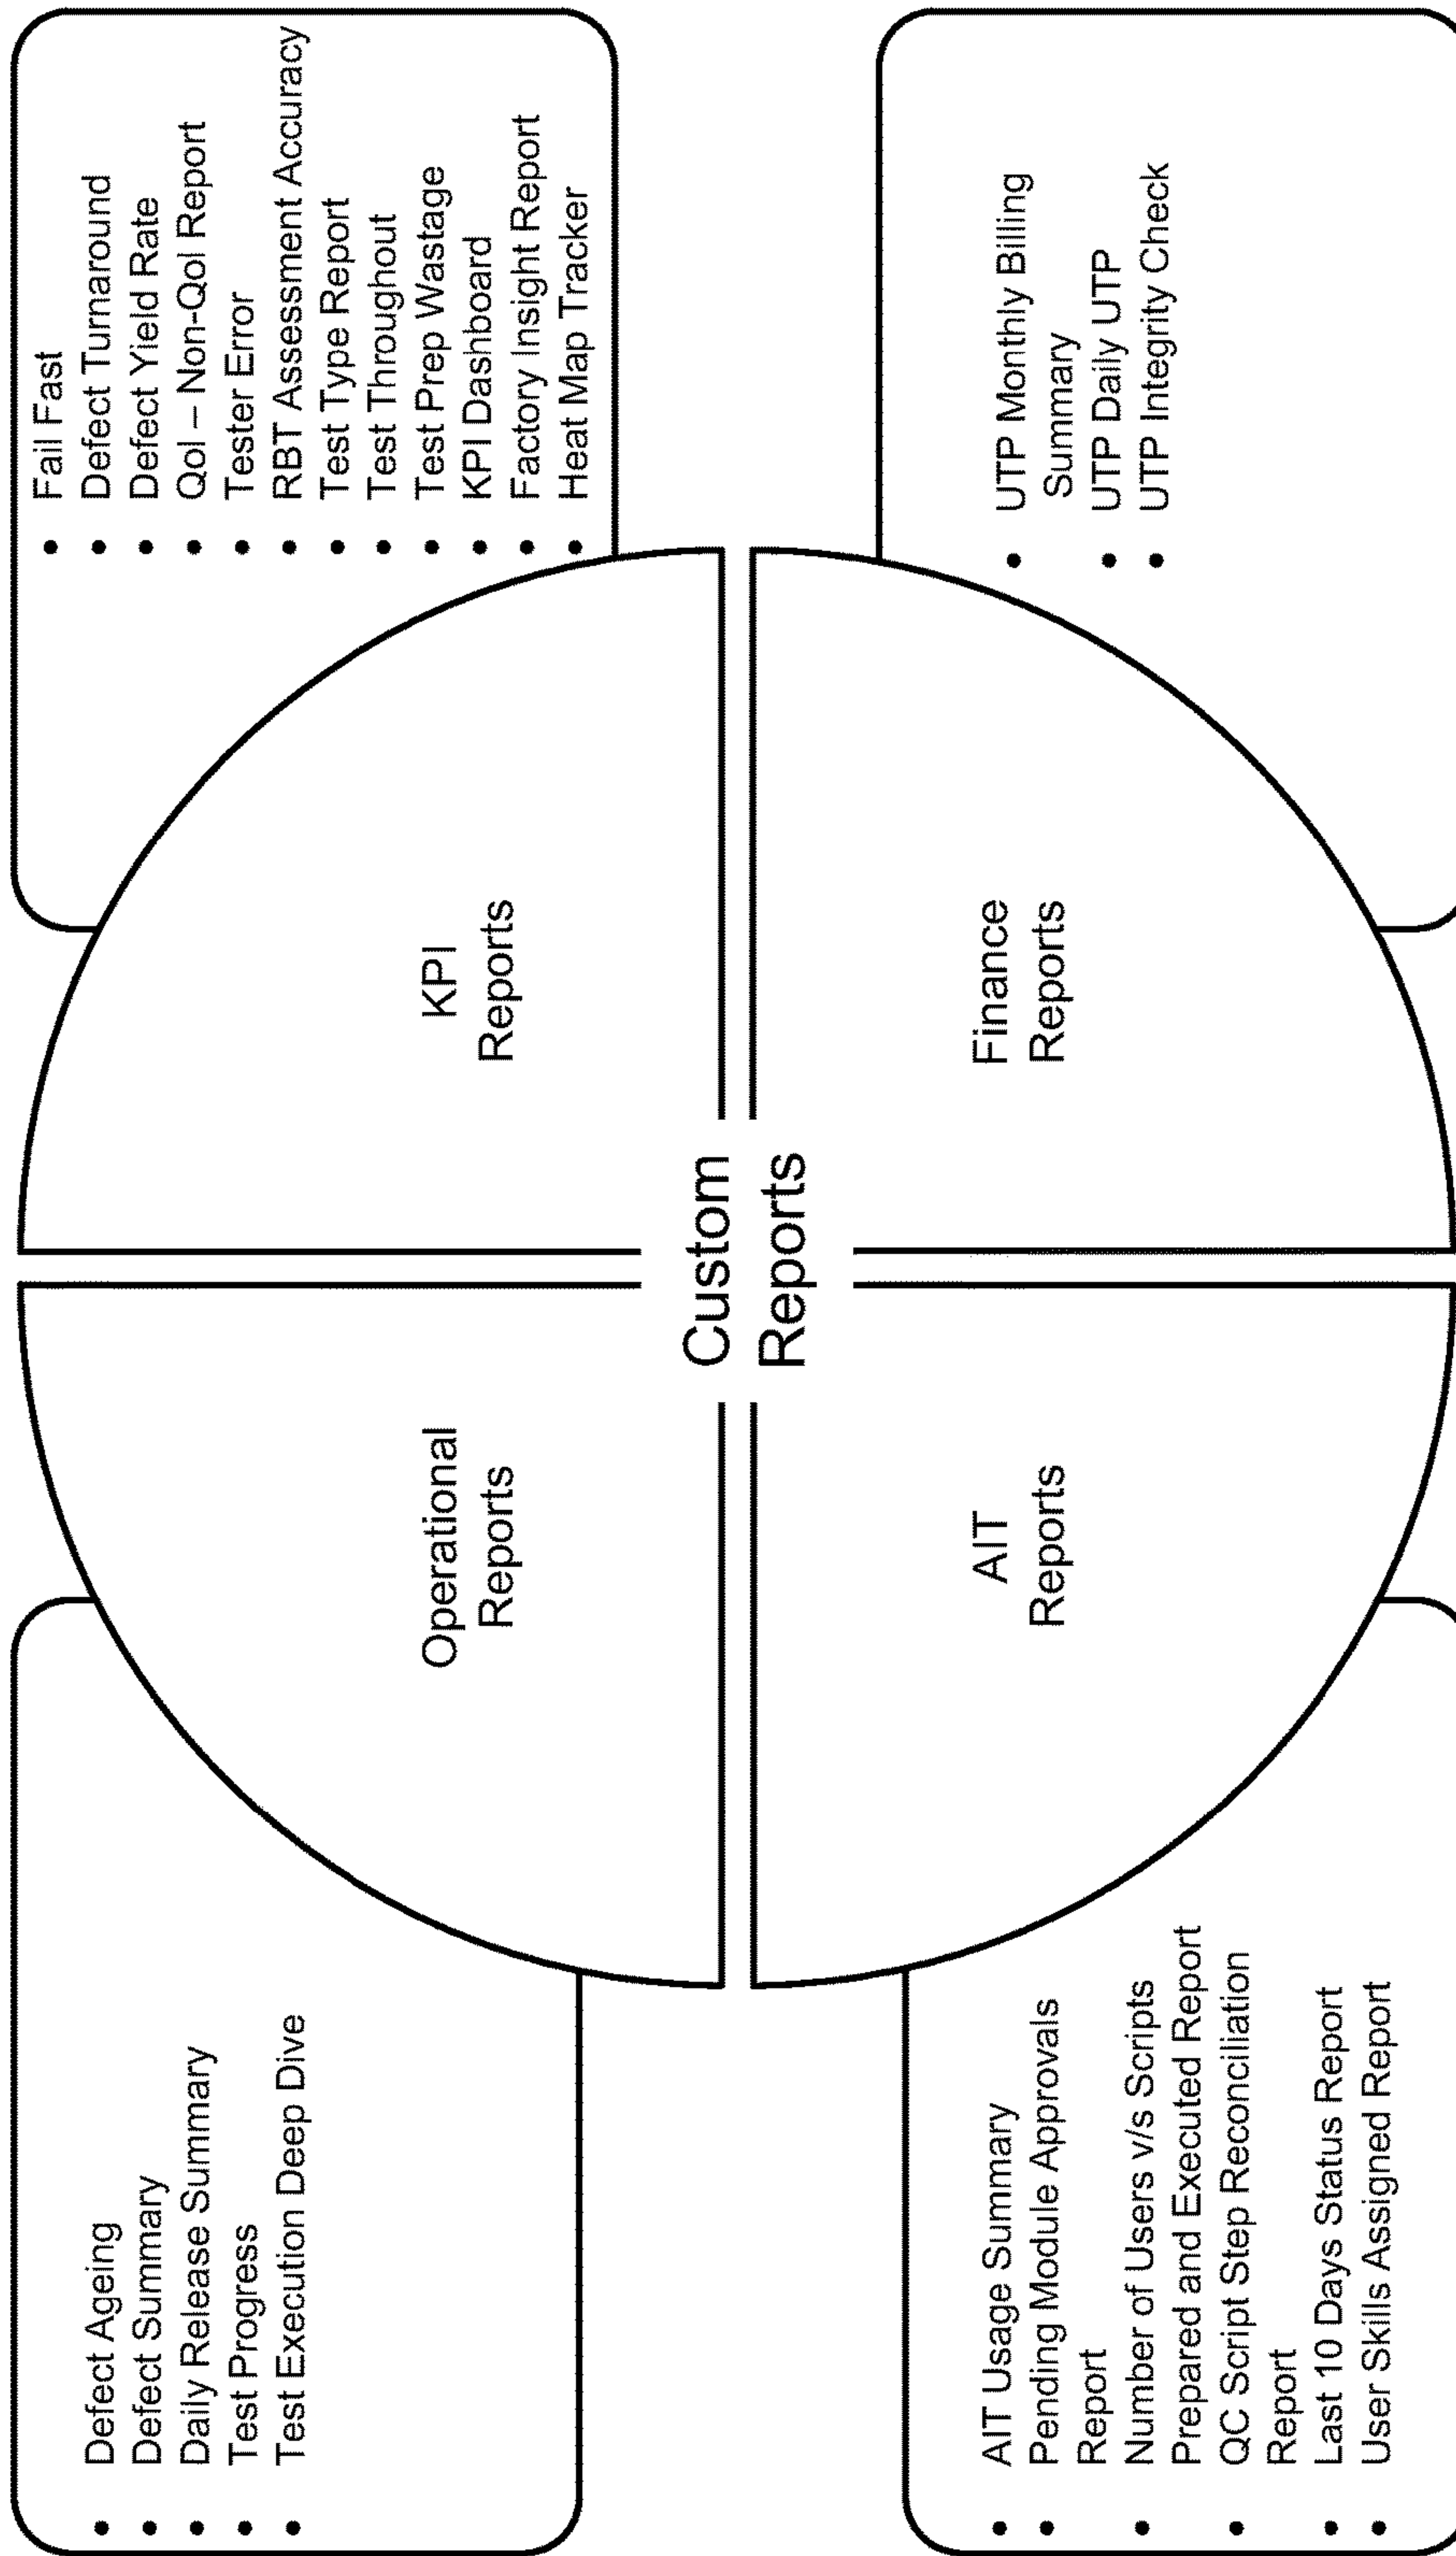 Defect Ageing
Defect Summary
Daily Release Summary
Test Progress
Test Execution Deep Dive
Operational
Reports
KPI
Reports
Fail Fast
Defect Turnaround
Defect Yield Rate
QoI – Non-QoI Report
Tester Error
RBT Assessment Accuracy
Test Type Report
Test Throughout
Test Prep Wastage
KPI Dashboard
Factory Insight Report
Heat Map Tracker
Custom
Reports
AIT Usage Summary
Pending Module Approvals
Report
Number of Users v/s Scripts
Prepared and Executed Report
QC Script Step Reconciliation
Report
Last 10 Days Status Report
User Skills Assigned Report
AIT
Reports
Finance
Reports
UTP Monthly Billing
Summary
UTP Daily UTP
UTP Integrity Check